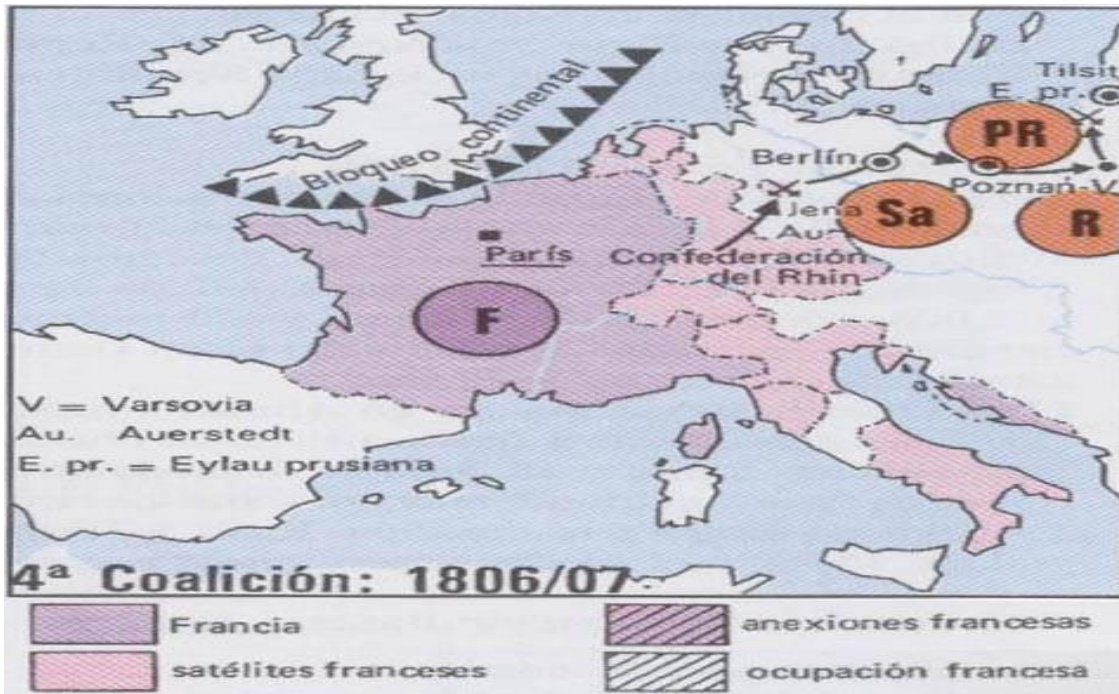 Bloqueo continental
Tilsit
E. pr.
PR
Berlín
Poznań-V
Jena
Au.
Sa
R
París
Confederación
del Rhin
F
V = Varsovia
Au. Auerstedt
E. pr. = Eylau prusiana
4ª Coalición: 1806/07
Francia
anexiones francesas
satélites franceses
ocupación francesa